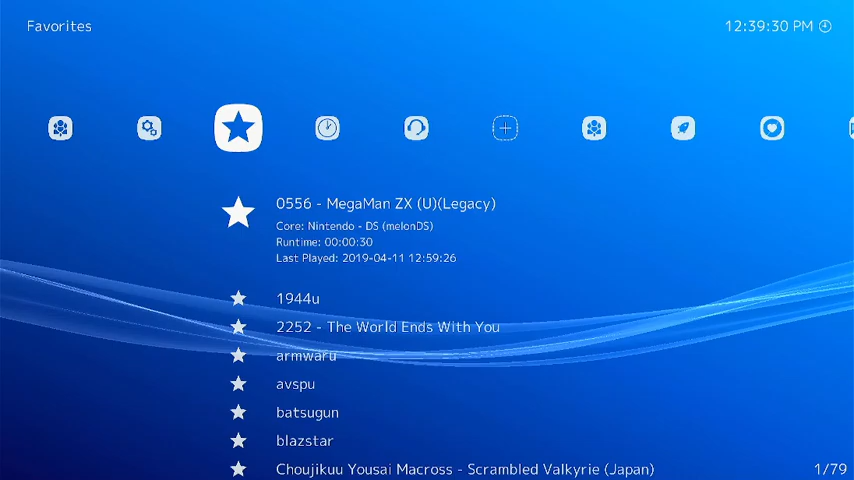 Favorites
12:39:30 PM
0556 - MegaMan ZX (U)(Legacy)
Core: Nintendo - DS (melonDS)
Runtime: 00:00:30
Last Played: 2019-04-11 12:59:26
1944u
2252 - The World Ends With You
armwaru
avspu
batsugun
blazstar
Choujikuu Yousai Macross - Scrambled Valkyrie (Japan)
1/79